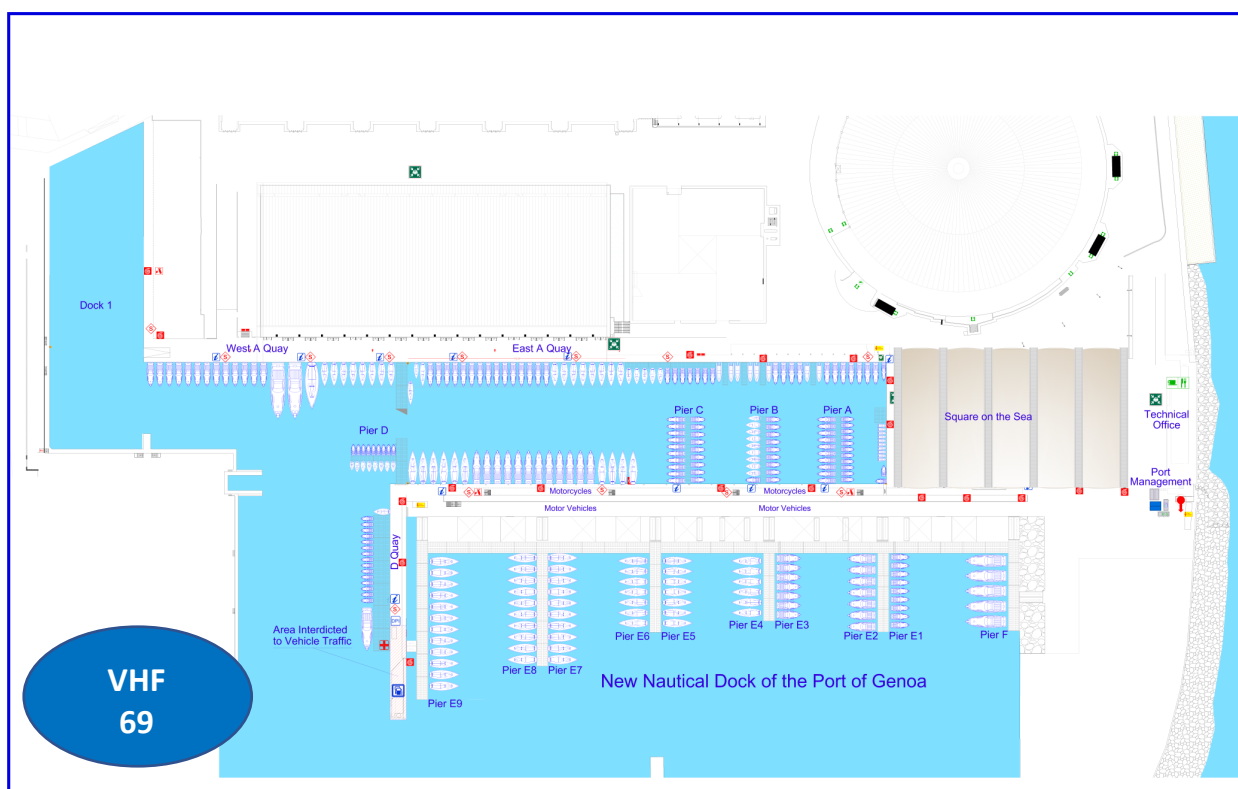 Dock 1
West A Quay
East A Quay
Pier D
Pier C
Pier B
Pier A
Square on the Sea
Technical
Office
Port
Management
Motorcycles
Motorcycles
Motor Vehicles
Motor Vehicles
D Quay
Area Interdicted
to Vehicle Traffic
Pier E9
Pier E8
Pier E7
Pier E6
Pier E5
Pier E4
Pier E3
Pier E2
Pier E1
Pier F
New Nautical Dock of the Port of Genoa
VHF
69